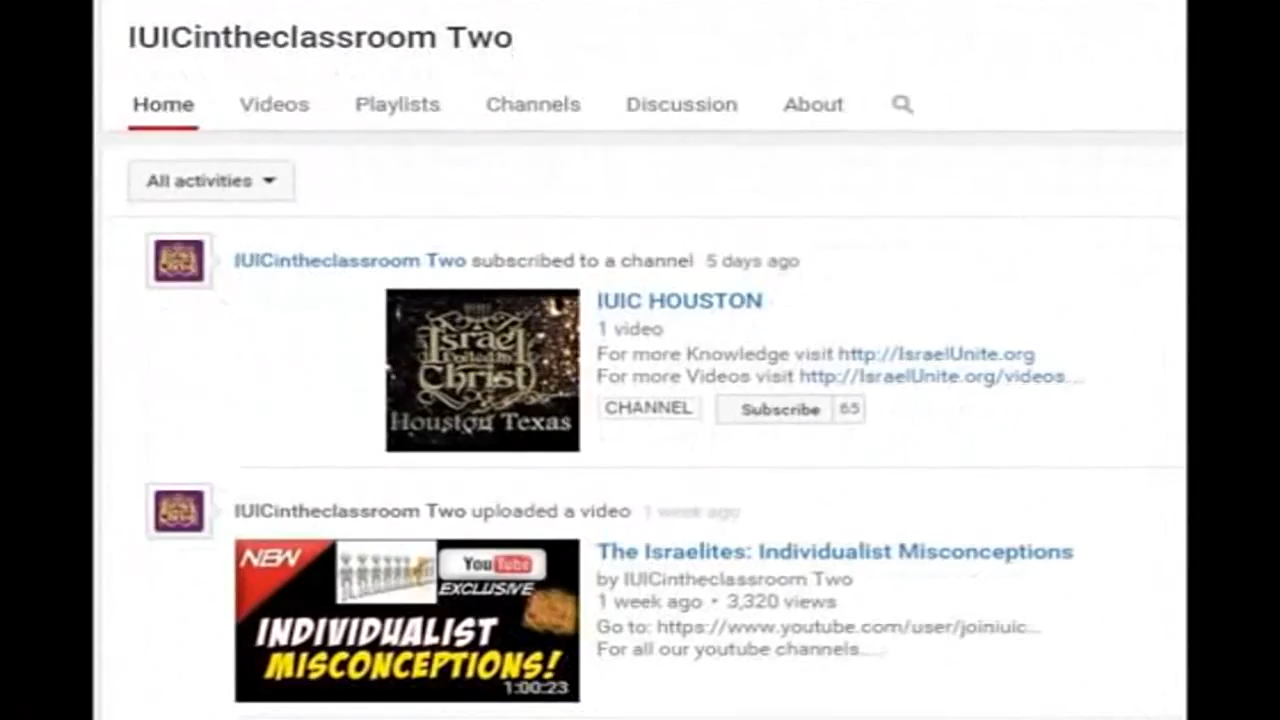 IUICintheclassroom Two
Home Videos Playlists Channels Discussion About
All activities
IUICintheclassroom Two subscribed to a channel 5 days ago
Israel
United In
Christ
Houston Texas
IUIC HOUSTON
1 video
For more Knowledge visit http://IsraelUnite.org
For more Videos visit http://IsraelUnite.org/videos...
CHANNEL Subscribe 65
IUICintheclassroom Two uploaded a video 1 week ago
NEW
YouTube
EXCLUSIVE
INDIVIDUALIST
MISCONCEPTIONS!
1:00:23
The Israelites: Individualist Misconceptions
by IUICintheclassroom Two
1 week ago • 3,320 views
Go to: https://www.youtube.com/user/joiniuic...
For all our youtube channels....